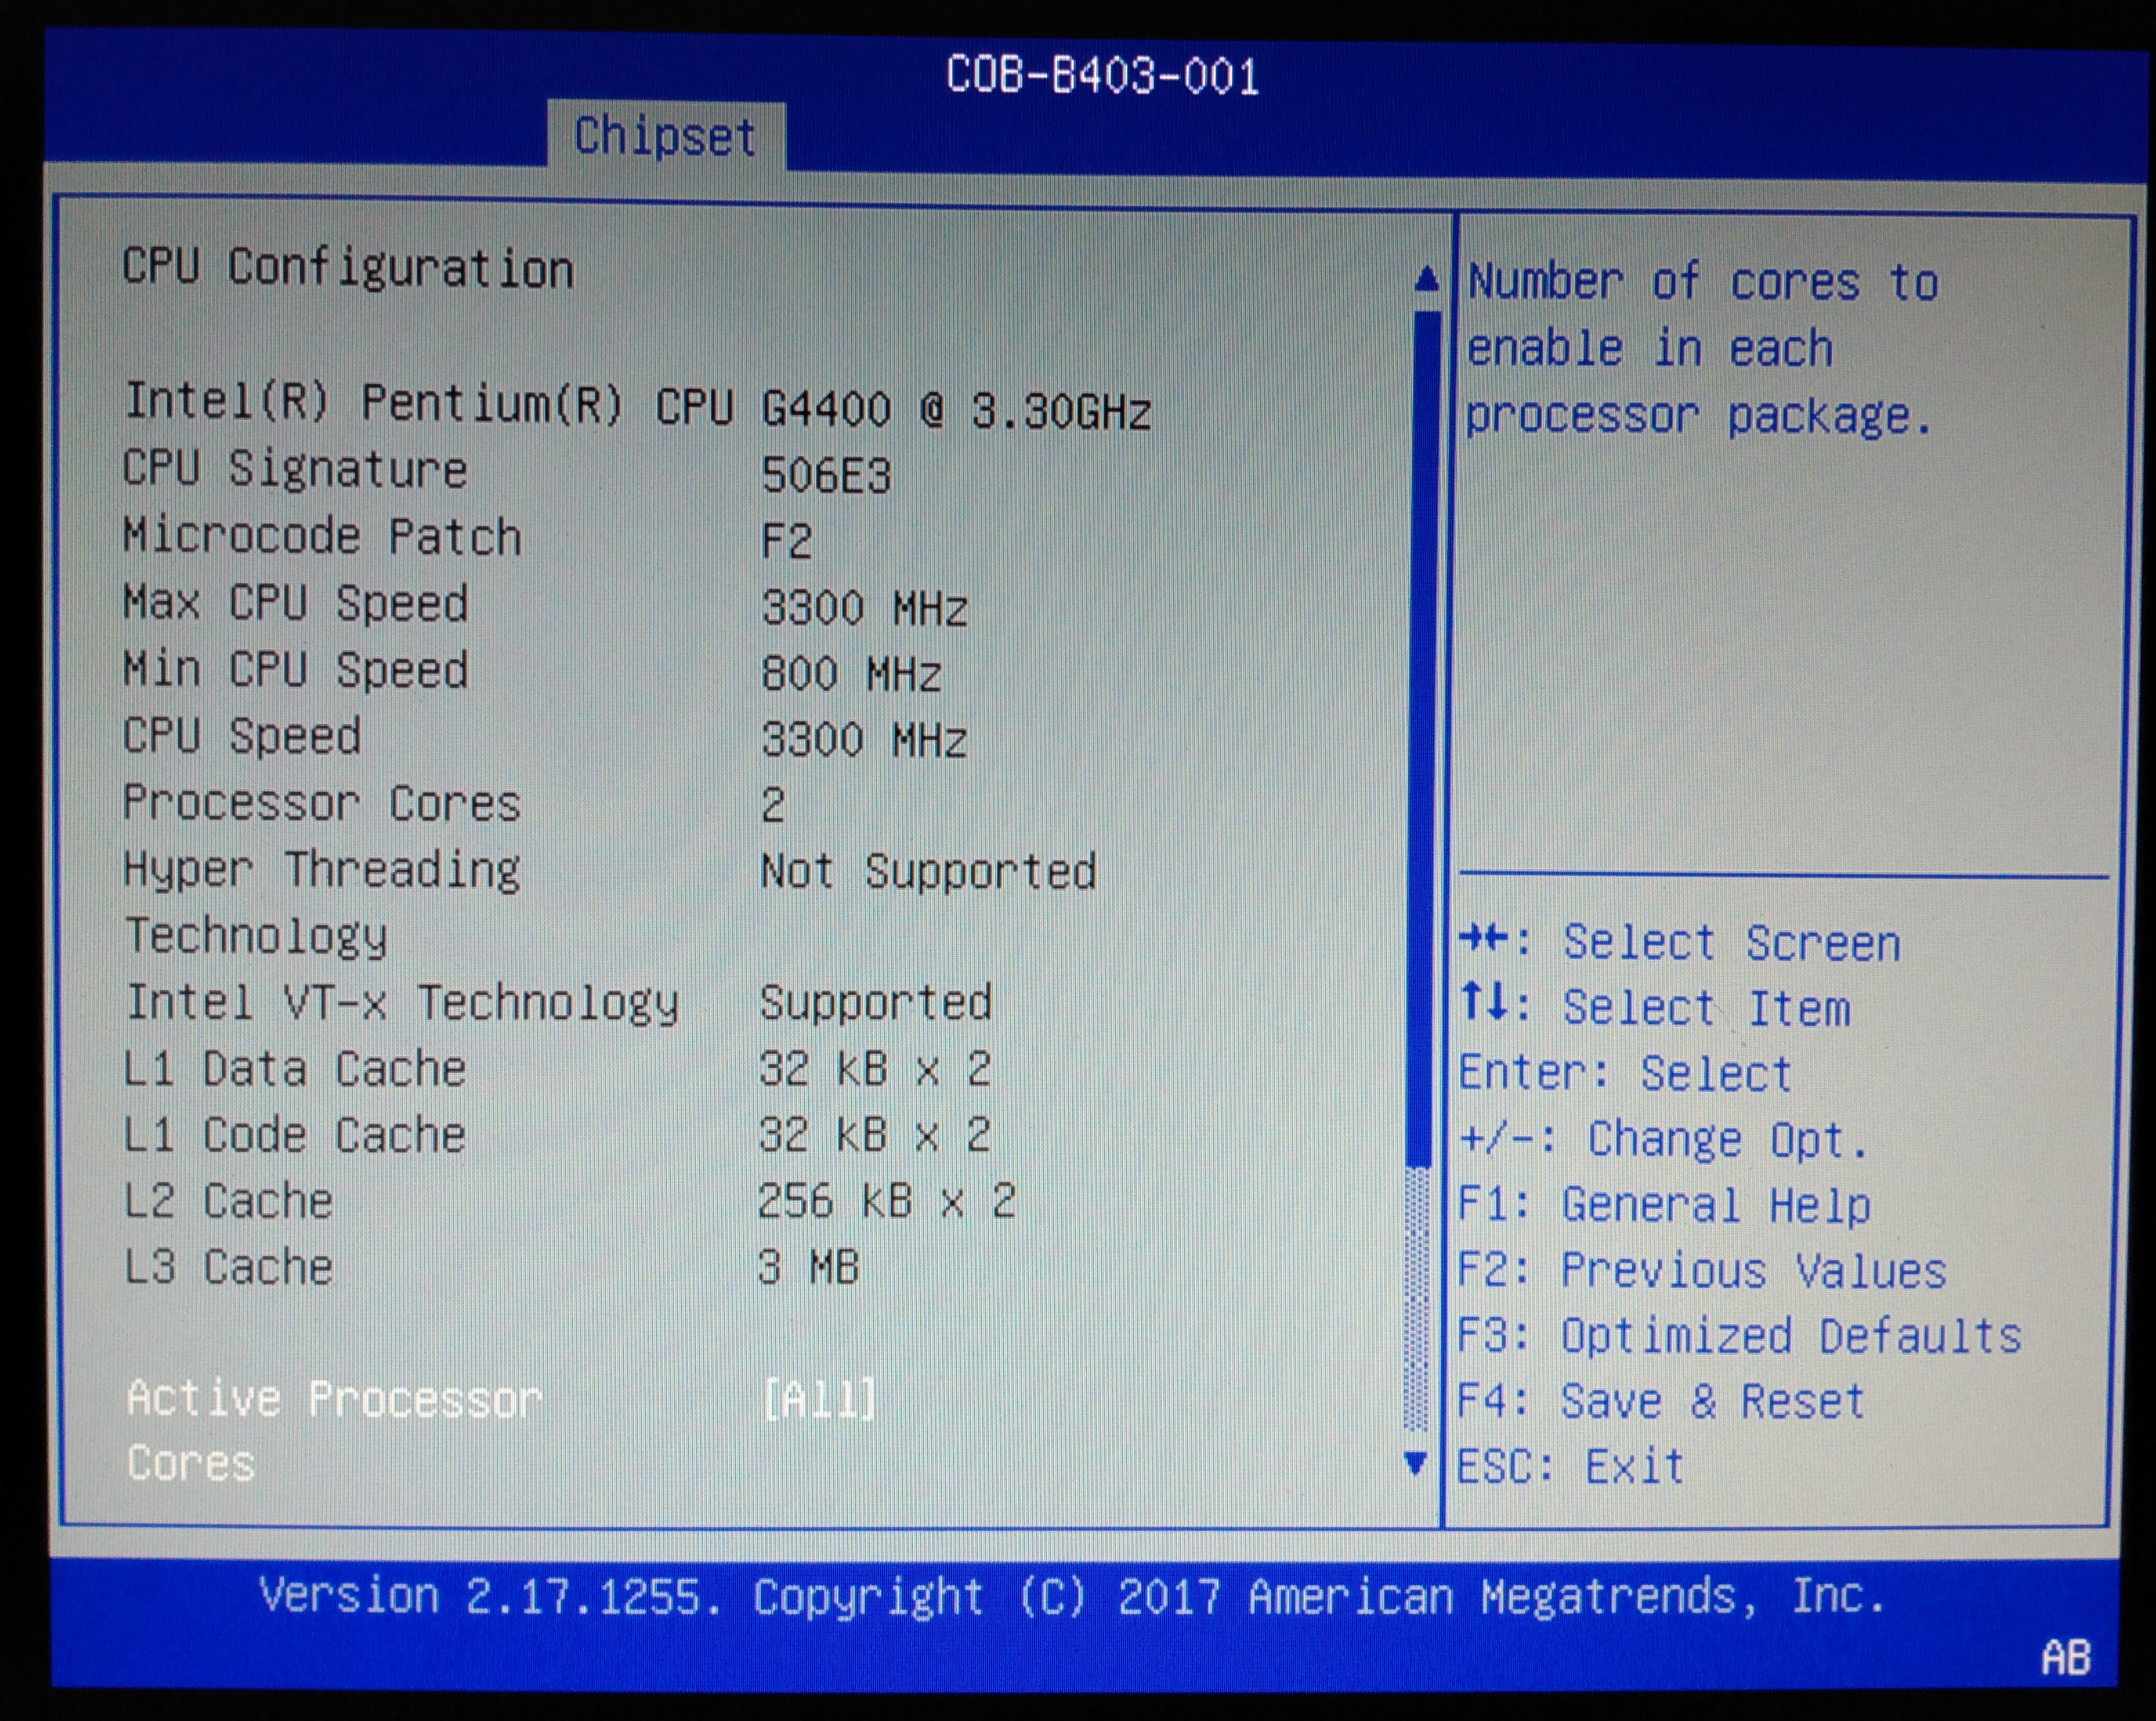 COB-B403-001
Chipset
CPU Configuration
Intel(R) Pentium(R) CPU G4400 @ 3.30GHz
CPU Signature 506E3
Microcode Patch F2
Max CPU Speed 3300 MHz
Min CPU Speed 800 MHz
CPU Speed 3300 MHz
Processor Cores 2
Hyper Threading Not Supported
Technology
Intel VT-x Technology Supported
L1 Data Cache 32 kB x 2
L1 Code Cache 32 kB x 2
L2 Cache 256 kB x 2
L3 Cache 3 MB
Active Processor [All]
Cores
Number of cores to
enable in each
processor package.
→←: Select Screen
↑↓: Select Item
Enter: Select
+/-: Change Opt.
F1: General Help
F2: Previous Values
F3: Optimized Defaults
F4: Save & Reset
ESC: Exit
Version 2.17.1255. Copyright (C) 2017 American Megatrends, Inc.
AB